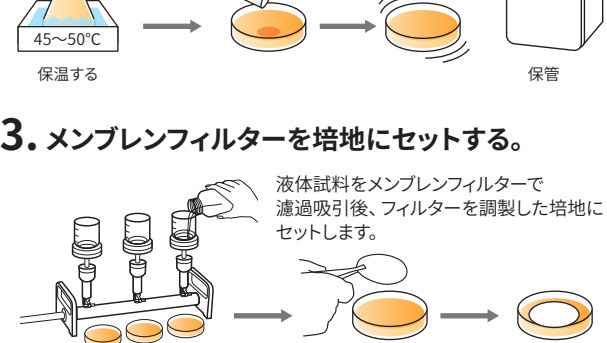 45～50℃
保温する
保管
3. メンブレンフィルターを培地にセットする。
液体試料をメンブレンフィルターで
濾過吸引後、フィルターを調製した培地に
セットします。